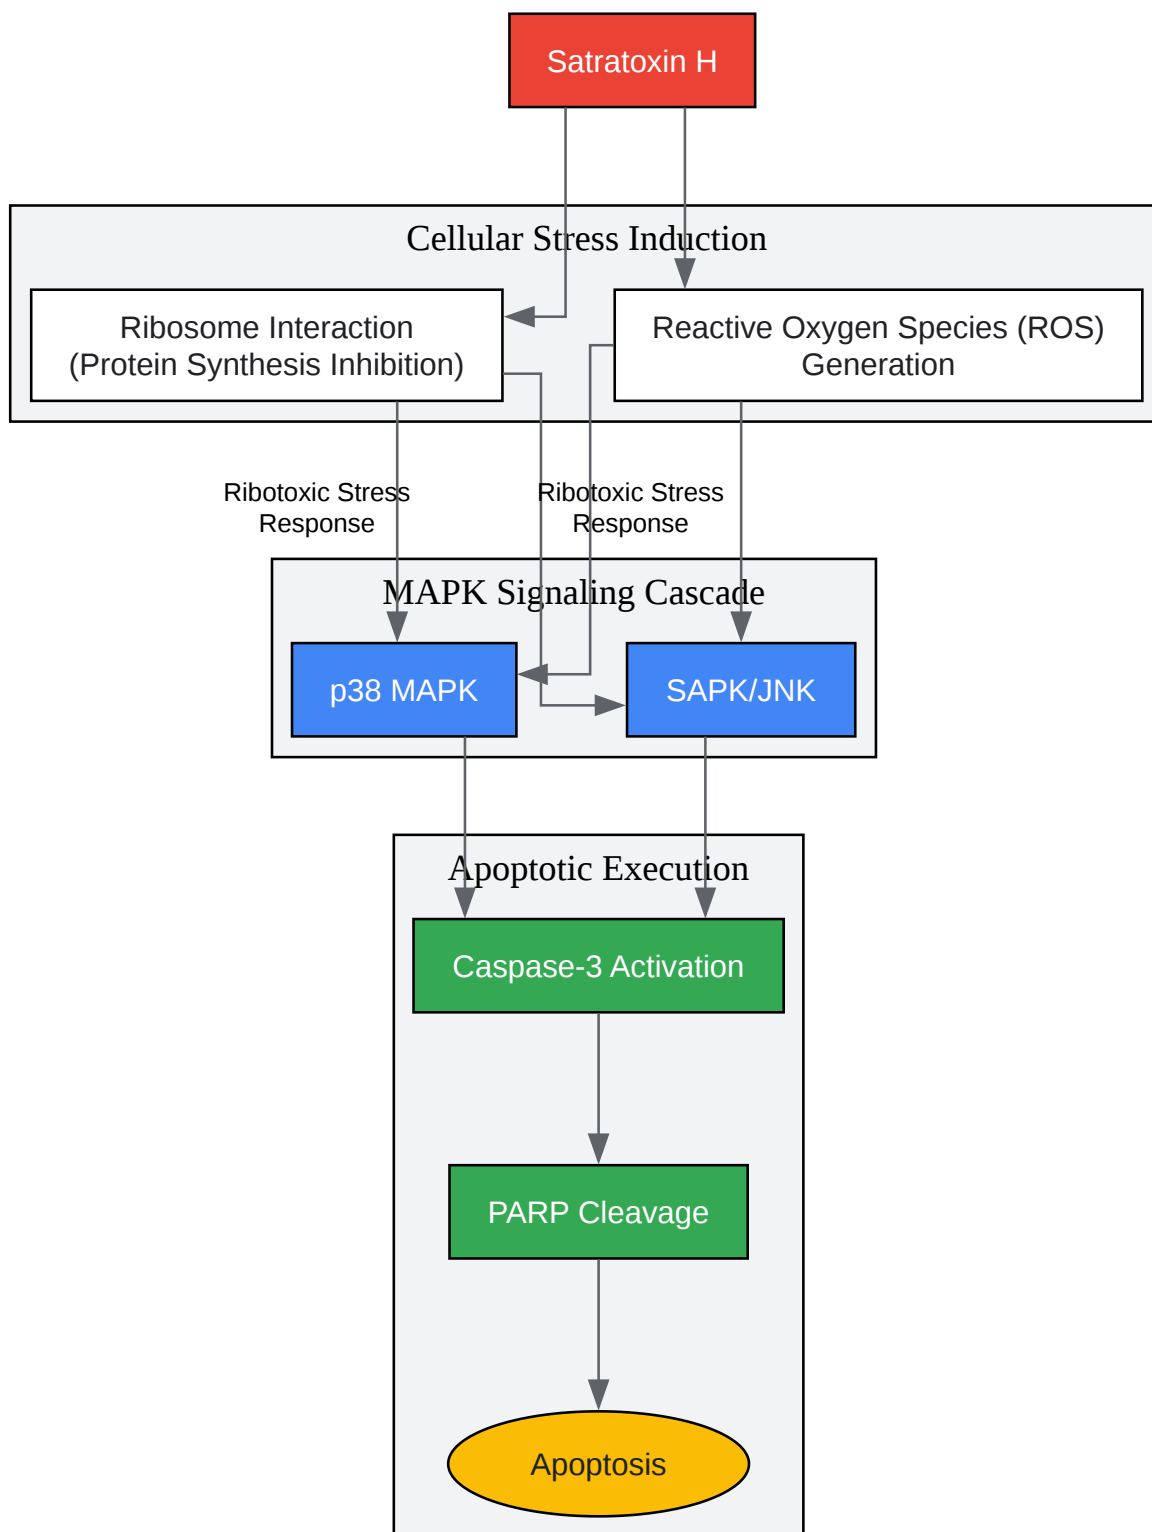 Satratoxin H
Cellular Stress Induction
Ribosome Interaction
(Protein Synthesis Inhibition)
Reactive Oxygen Species (ROS)
Generation
Ribotoxic Stress
Response
Ribotoxic Stress
Response
MAPK Signaling Cascade
p38 MAPK
SAPK/JNK
Apoptotic Execution
Caspase-3 Activation
PARP Cleavage
Apoptosis